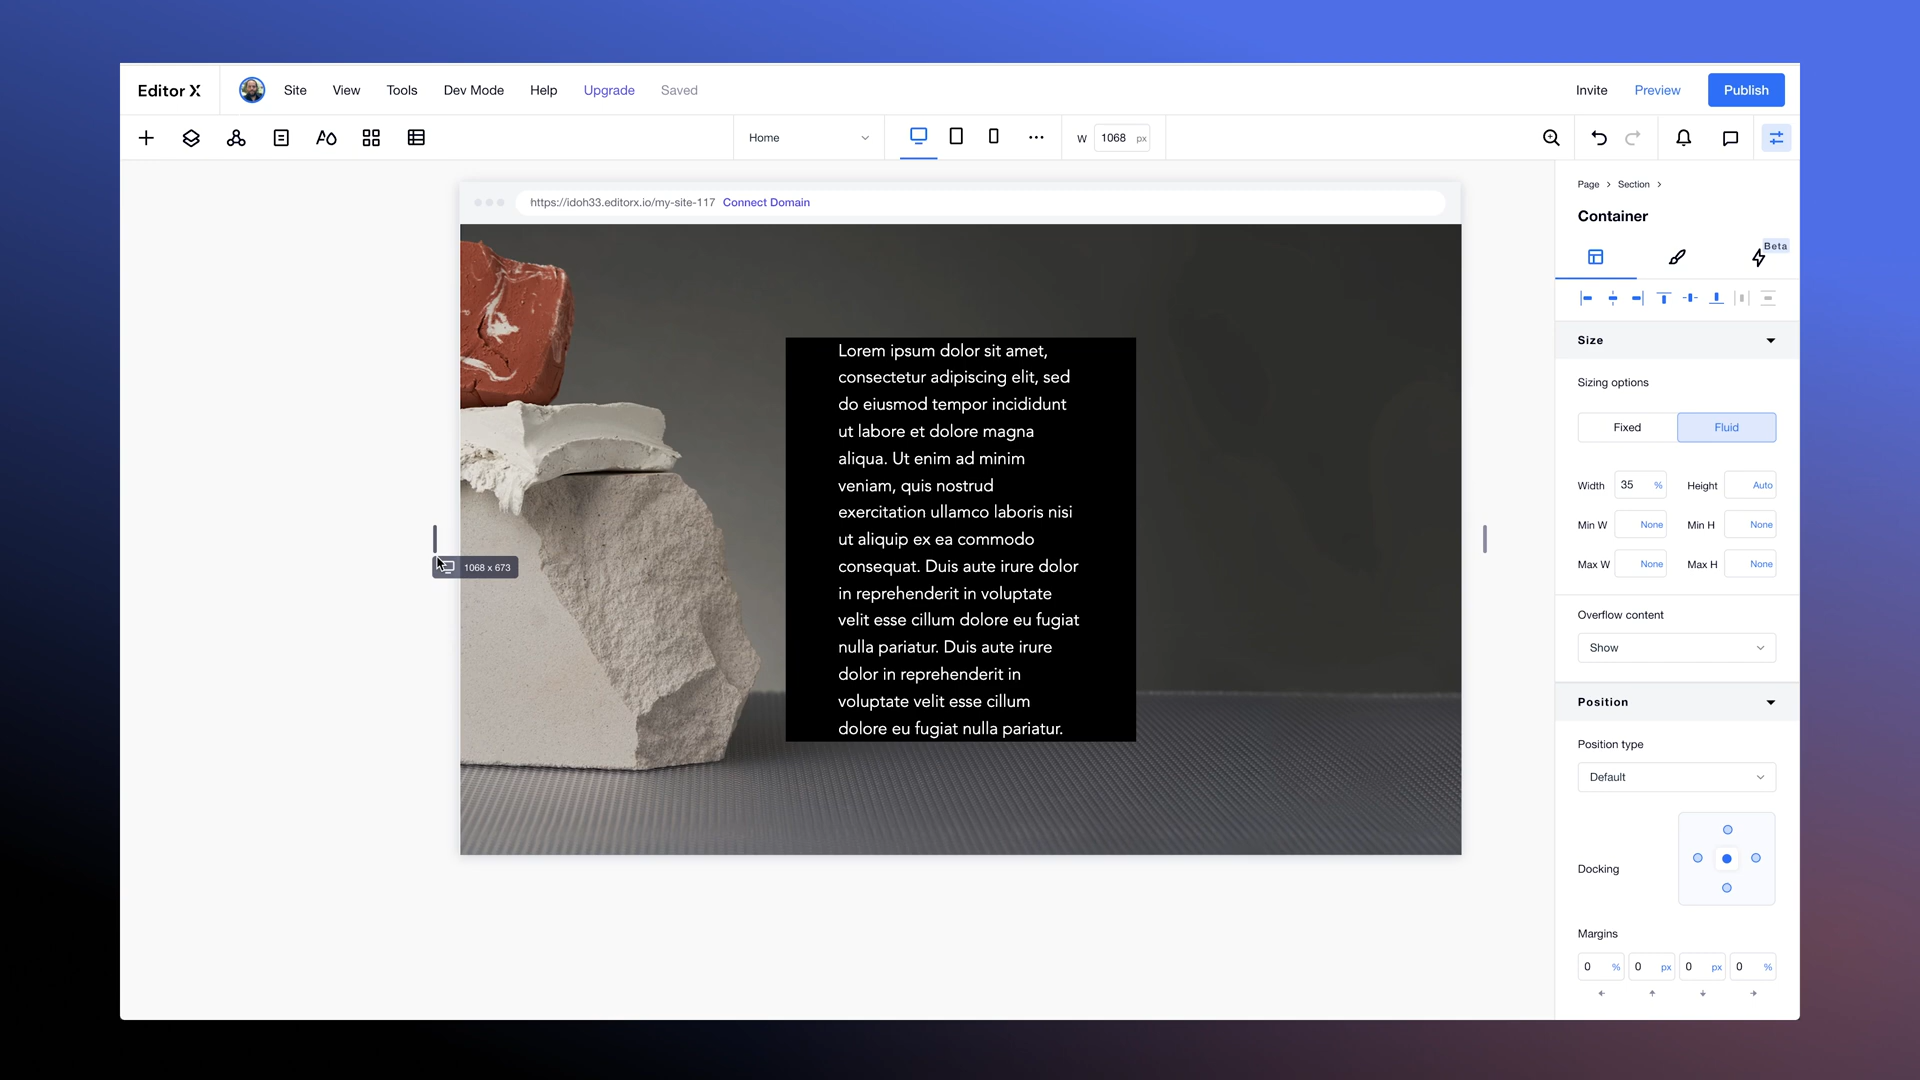 Editor X
Site View Tools Dev Mode Help Upgrade Saved
Invite Preview Publish
Home
W 1068 px
https://idoh33.editorx.io/my-site-117 Connect Domain
Page > Section >
Container
Beta
Size
Sizing options
Fixed Fluid
Width 35 % Height Auto
Min W None Min H None
Max W None Max H None
Overflow content
Show
Position
Position type
Default
Docking
Margins
0 % 0 px 0 px 0 %
Lorem ipsum dolor sit amet,
consectetur adipiscing elit, sed
do eiusmod tempor incididunt
ut labore et dolore magna
aliqua. Ut enim ad minim
veniam, quis nostrud
exercitation ullamco laboris nisi
ut aliquip ex ea commodo
consequat. Duis aute irure dolor
in reprehenderit in voluptate
velit esse cillum dolore eu fugiat
nulla pariatur. Duis aute irure
dolor in reprehenderit in
voluptate velit esse cillum
dolore eu fugiat nulla pariatur.
1068 x 673